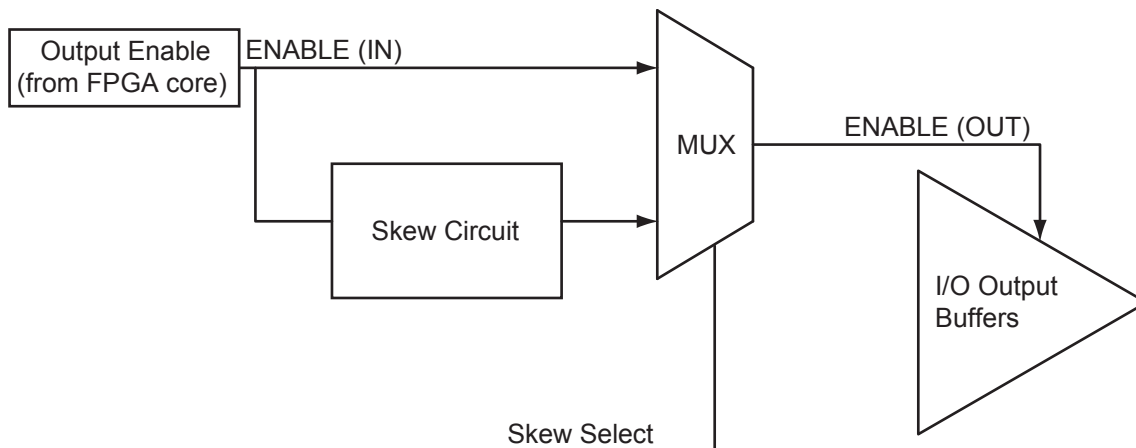 Output Enable
(from FPGA core)
ENABLE (IN)
MUX
ENABLE (OUT)
Skew Circuit
I/O Output
Buffers
Skew Select